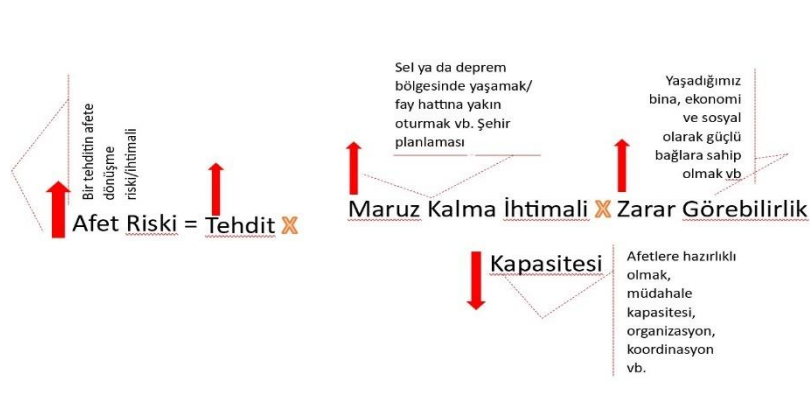 Bir tehditin afete
dönüşme
riski/ihtimali
Afet Riski = Tehdit X
Sel ya da deprem
bölgesinde yaşamak/
fay hattına yakın
oturmak vb. Şehir
planlaması
Yaşadığımız
bina, ekonomi
ve sosyal
olarak güçlü
bağlara sahip
olmak vb
Maruz Kalma İhtimali X Zarar Görebilirlik
Kapasitesi
Afetlere hazırlıklı
olmak,
müdahale
kapasitesi,
organizasyon,
koordinasyon
vb.